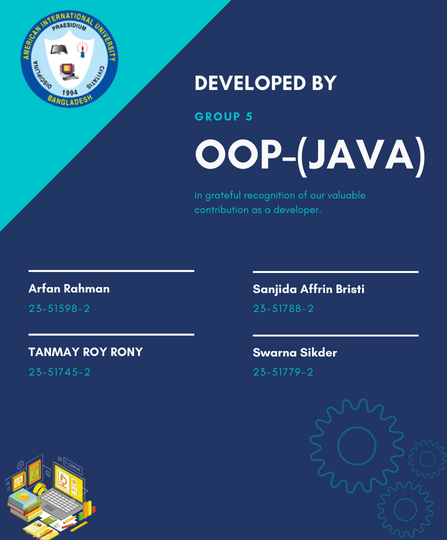 AMERICAN INTERNATIONAL UNIVERSITY
PRAESIDIUM
DISCIPLINA
CIVITATIS
1994
BANGLADESH
DEVELOPED BY
GROUP 5
OOP-(JAVA)
in grateful recognition of our valuable
contribution as a developer.
Arfan Rahman
23-51598-2
Sanjida Affrin Bristi
23-51788-2
TANMAY ROY RONY
23-51745-2
Swarna Sikder
23-51779-2